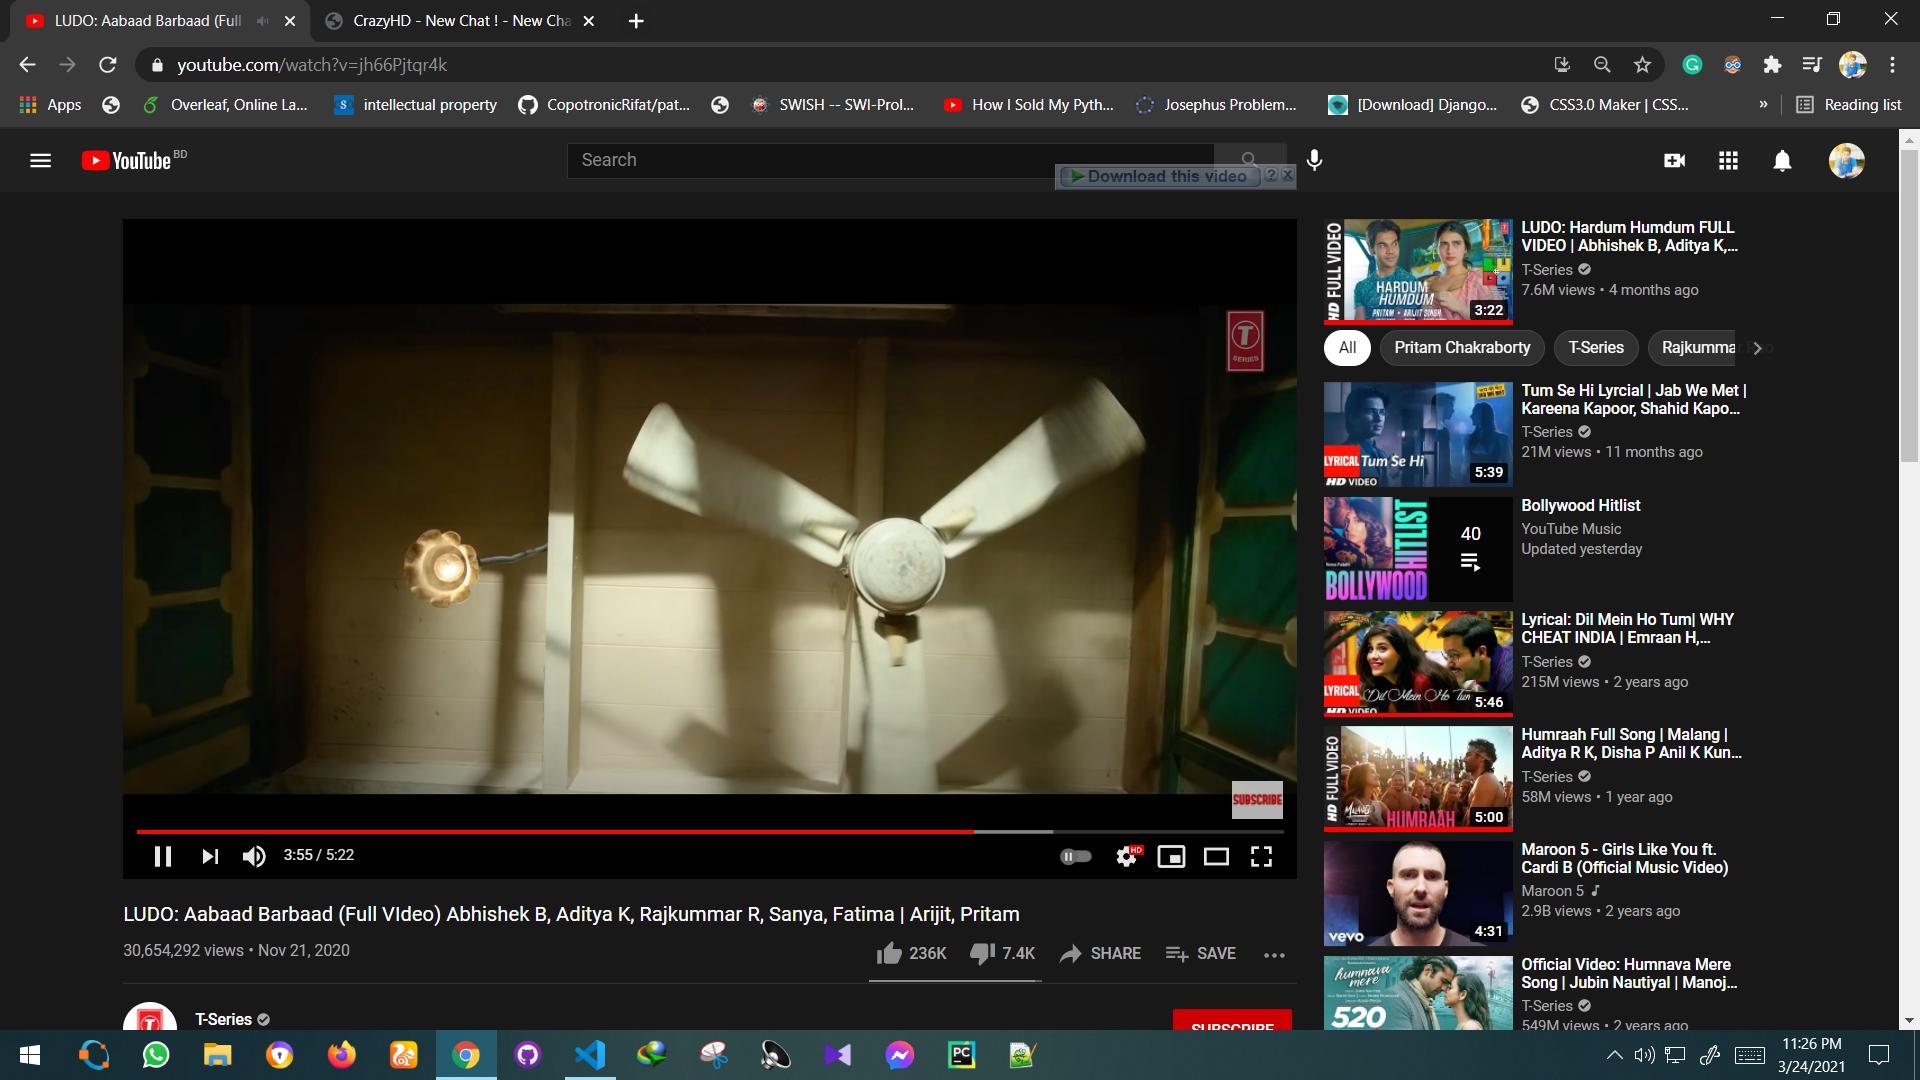 LUDO: Aabaad Barbaad (Full
CrazyHD - New Chat ! - New Cha
youtube.com/watch?v=jh66Pjtqr4k
Apps
Overleaf, Online La...
intellectual property
CopotronicRifat/pat...
SWISH -- SWI-Prol...
How I Sold My Pyth...
Josephus Problem...
[Download] Django...
CSS3.0 Maker | CSS...
»
Reading list
YouTube BD
Search
Download this video ? X
T
SERIES
SUBSCRIBE
3:55 / 5:22
HD
LUDO: Aabaad Barbaad (Full VIdeo) Abhishek B, Aditya K, Rajkummar R, Sanya, Fatima | Arijit, Pritam
30,654,292 views • Nov 21, 2020
236K
7.4K
SHARE
SAVE
T-Series
SUBSCRIBE
HD FULL VIDEO
HARDUM
HUMDUM
PRITAM • ARIJIT SINGH
3:22
LUDO: Hardum Humdum FULL
VIDEO | Abhishek B, Aditya K,...
T-Series
7.6M views • 4 months ago
All
Pritam Chakraborty
T-Series
Rajkumma
LYRICAL Tum Se Hi
HD VIDEO
5:39
Tum Se Hi Lyrcial | Jab We Met |
Kareena Kapoor, Shahid Kapo...
T-Series
21M views • 11 months ago
HITLIST
BOLLYWOOD
40
Bollywood Hitlist
YouTube Music
Updated yesterday
LYRICAL Dil Mein Ho Tum
HD VIDEO
5:46
Lyrical: Dil Mein Ho Tum| WHY
CHEAT INDIA | Emraan H,...
T-Series
215M views • 2 years ago
HD FULL VIDEO
MALANG
HUMRAAH
5:00
Humraah Full Song | Malang |
Aditya R K, Disha P Anil K Kun...
T-Series
58M views • 1 year ago
vevo
4:31
Maroon 5 - Girls Like You ft.
Cardi B (Official Music Video)
Maroon 5
2.9B views • 2 years ago
humnava
mere
520
Official Video: Humnava Mere
Song | Jubin Nautiyal | Manoj...
T-Series
549M views • 2 years ago
PC
11:26 PM
3/24/2021